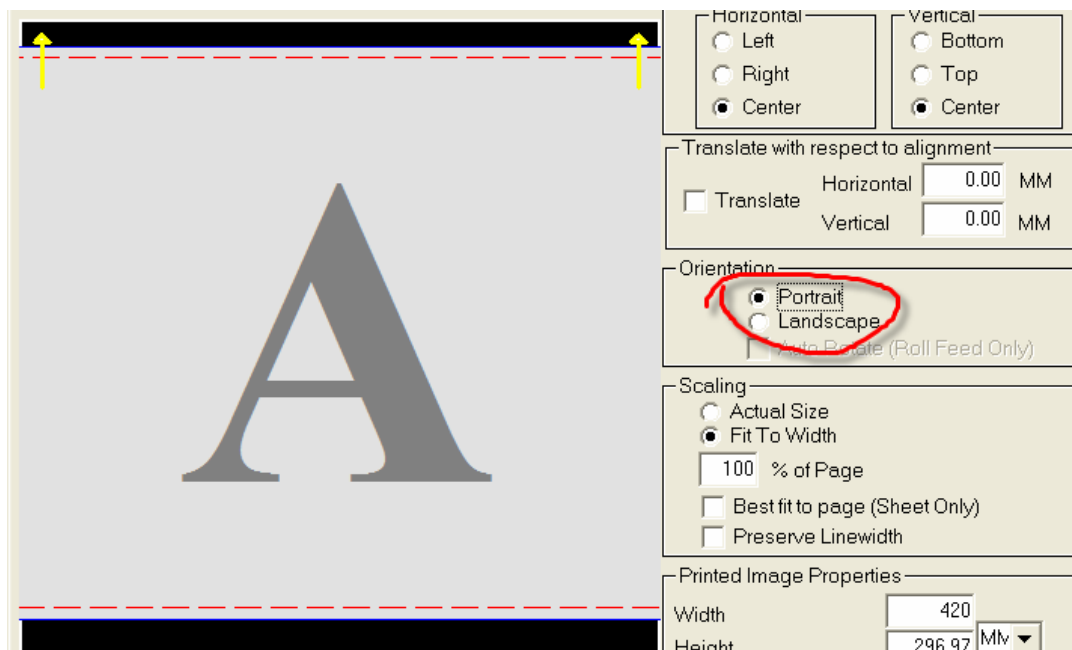 A
Horizontal
Vertical
Left
Bottom
Right
Top
Center
Center
Translate with respect to alignment
Translate
Horizontal 0.00 MM
Vertical 0.00 MM
Orientation
Portrait
Landscape
Auto Rotate (Roll Feed Only)
Scaling
Actual Size
Fit To Width
100 % of Page
Best fit to page (Sheet Only)
Preserve Linewidth
Printed Image Properties
Width 420
Height 296.97